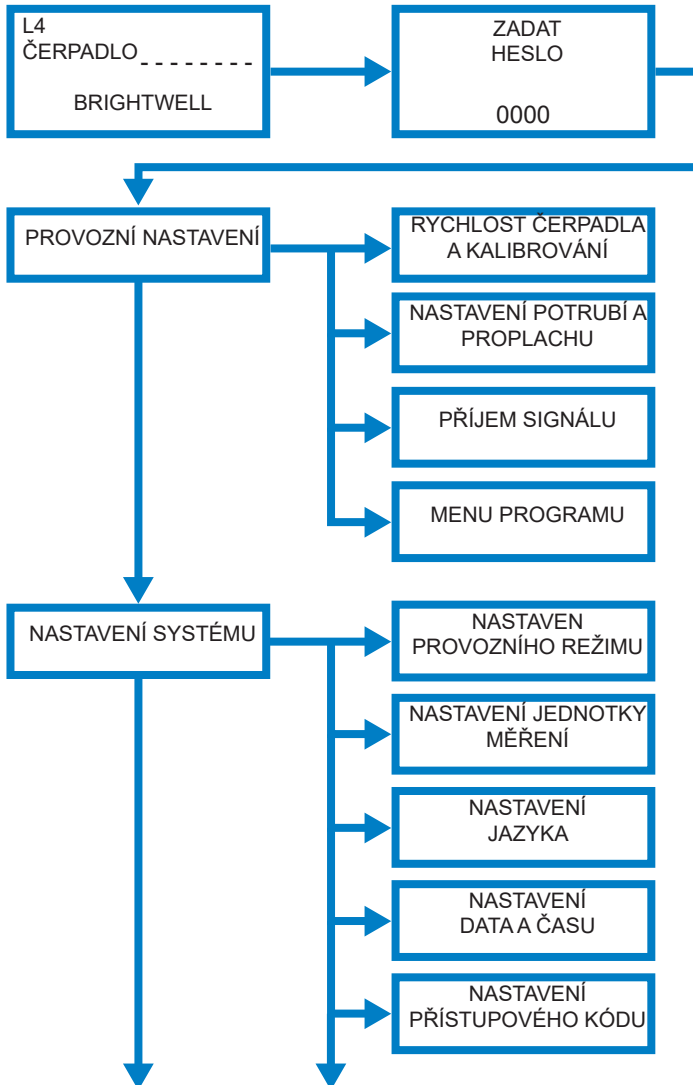 L4
ČERPADLO--------
BRIGHTWELL
ZADAT
HESLO
0000
PROVOZNÍ NASTAVENÍ
RYCHLOST ČERPADLA
A KALIBROVÁNÍ
NASTAVENÍ POTRUBÍ A
PROPLACHU
PŘÍJEM SIGNÁLU
MENU PROGRAMU
NASTAVENÍ SYSTÉMU
NASTAVEN
PROVOZNÍHO REŽIMU
NASTAVENÍ JEDNOTKY
MĚŘENÍ
NASTAVENÍ
JAZYKA
NASTAVENÍ
DATA A ČASU
NASTAVENÍ
PŘÍSTUPOVÉHO KÓDU